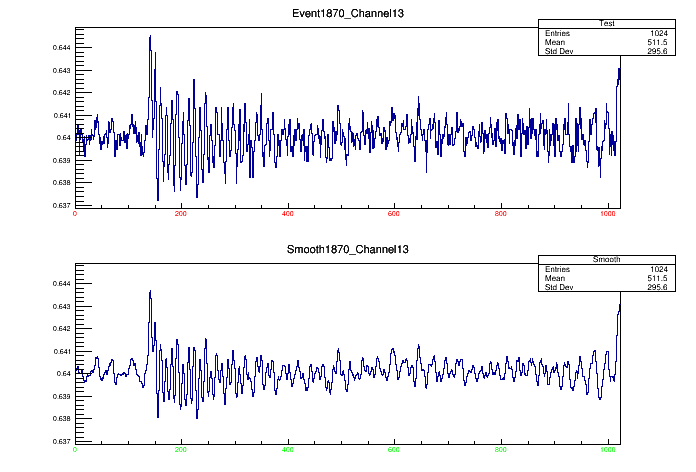 Event1870_Channel13
Test
Entries 1024
Mean 511.5
Std Dev 295.6
0.644
0.643
0.642
0.641
0.64
0.639
0.638
0.637
0 200 400 600 800 1000
Smooth1870_Channel13
Smooth
Entries 1024
Mean 511.5
Std Dev 295.6
0.644
0.643
0.642
0.641
0.64
0.639
0.638
0.637
0 200 400 600 800 1000